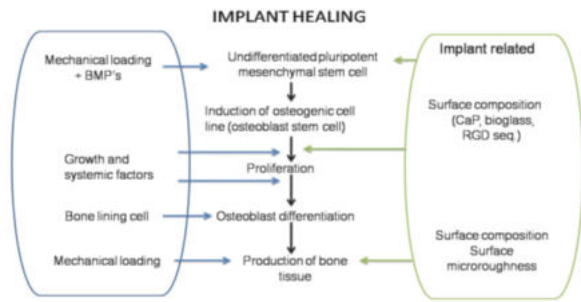 IMPLANT HEALING
Mechanical loading
+ BMP's
Growth and
systemic factors
Bone lining cell
Mechanical loading
Undifferentiated pluripotent
mesenchymal stem cell
Induction of osteogenic cell
line (osteoblast stem cell)
Proliferation
Osteoblast differentiation
Production of bone
tissue
Implant related
Surface composition
(CaP, bioglass,
RGD seq.)
Surface composition
Surface
microroughness